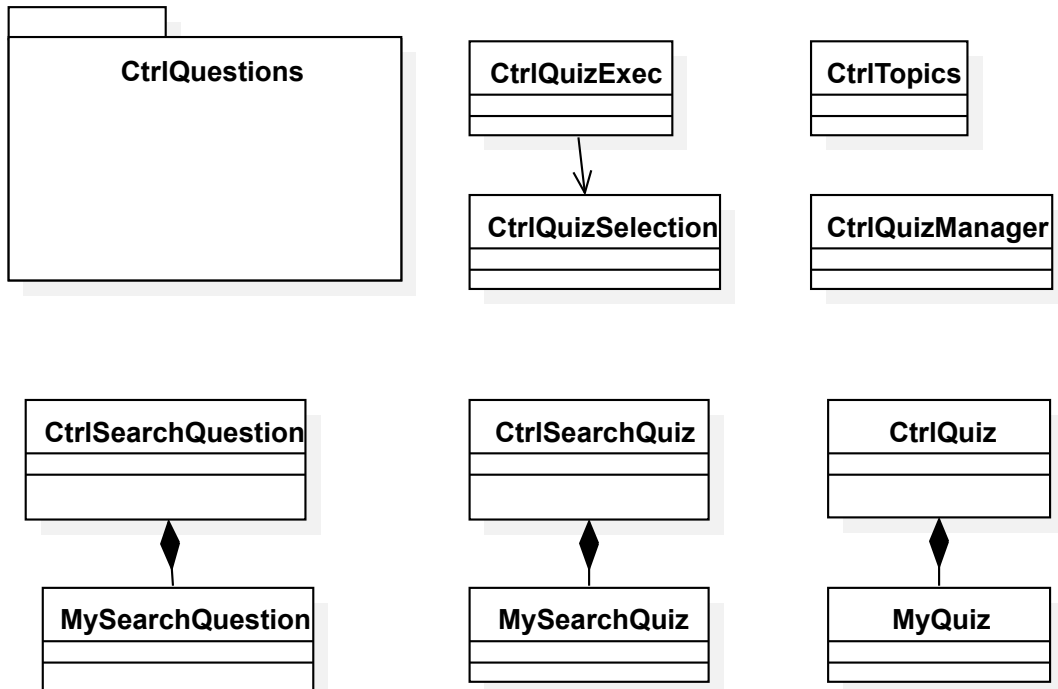 CtrlQuestions
CtrlQuizExec
CtrlTopics
CtrlQuizSelection
CtrlQuizManager
CtrlSearchQuestion
CtrlSearchQuiz
CtrlQuiz
MySearchQuestion
MySearchQuiz
MyQuiz